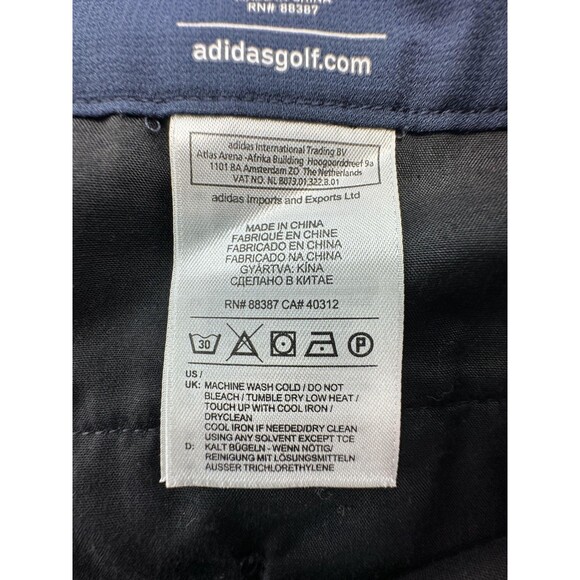 RN# 88387
adidasgolf.com
adidas International Trading BV
Atlas Arena -Afrika Building Hoogoorddreef 9a
1101 BA Amsterdam ZO The Netherlands
VAT NO. NL 8073.01.322.B.01
adidas Imports and Exports Ltd
MADE IN CHINA
FABRIQUÉ EN CHINE
FABRICADO EN CHINA
FABRICADO NA CHINA
GYÁRTVA: KÍNA
СДЕЛАНО В КИТАЕ
RN# 88387 CA# 40312
30 P
US /
UK: MACHINE WASH COLD / DO NOT
BLEACH / TUMBLE DRY LOW HEAT /
/ TOUCH UP WITH COOL IRON /
DRYCLEAN
COOL IRON IF NEEDED/DRY CLEAN
USING ANY SOLVENT EXCEPT TCE
D: KALT BÜGELN - WENN NÖTIG/
REINIGUNG MIT LÖSUNGSMITTELN
AUSSER TRICHLORETHYLENE